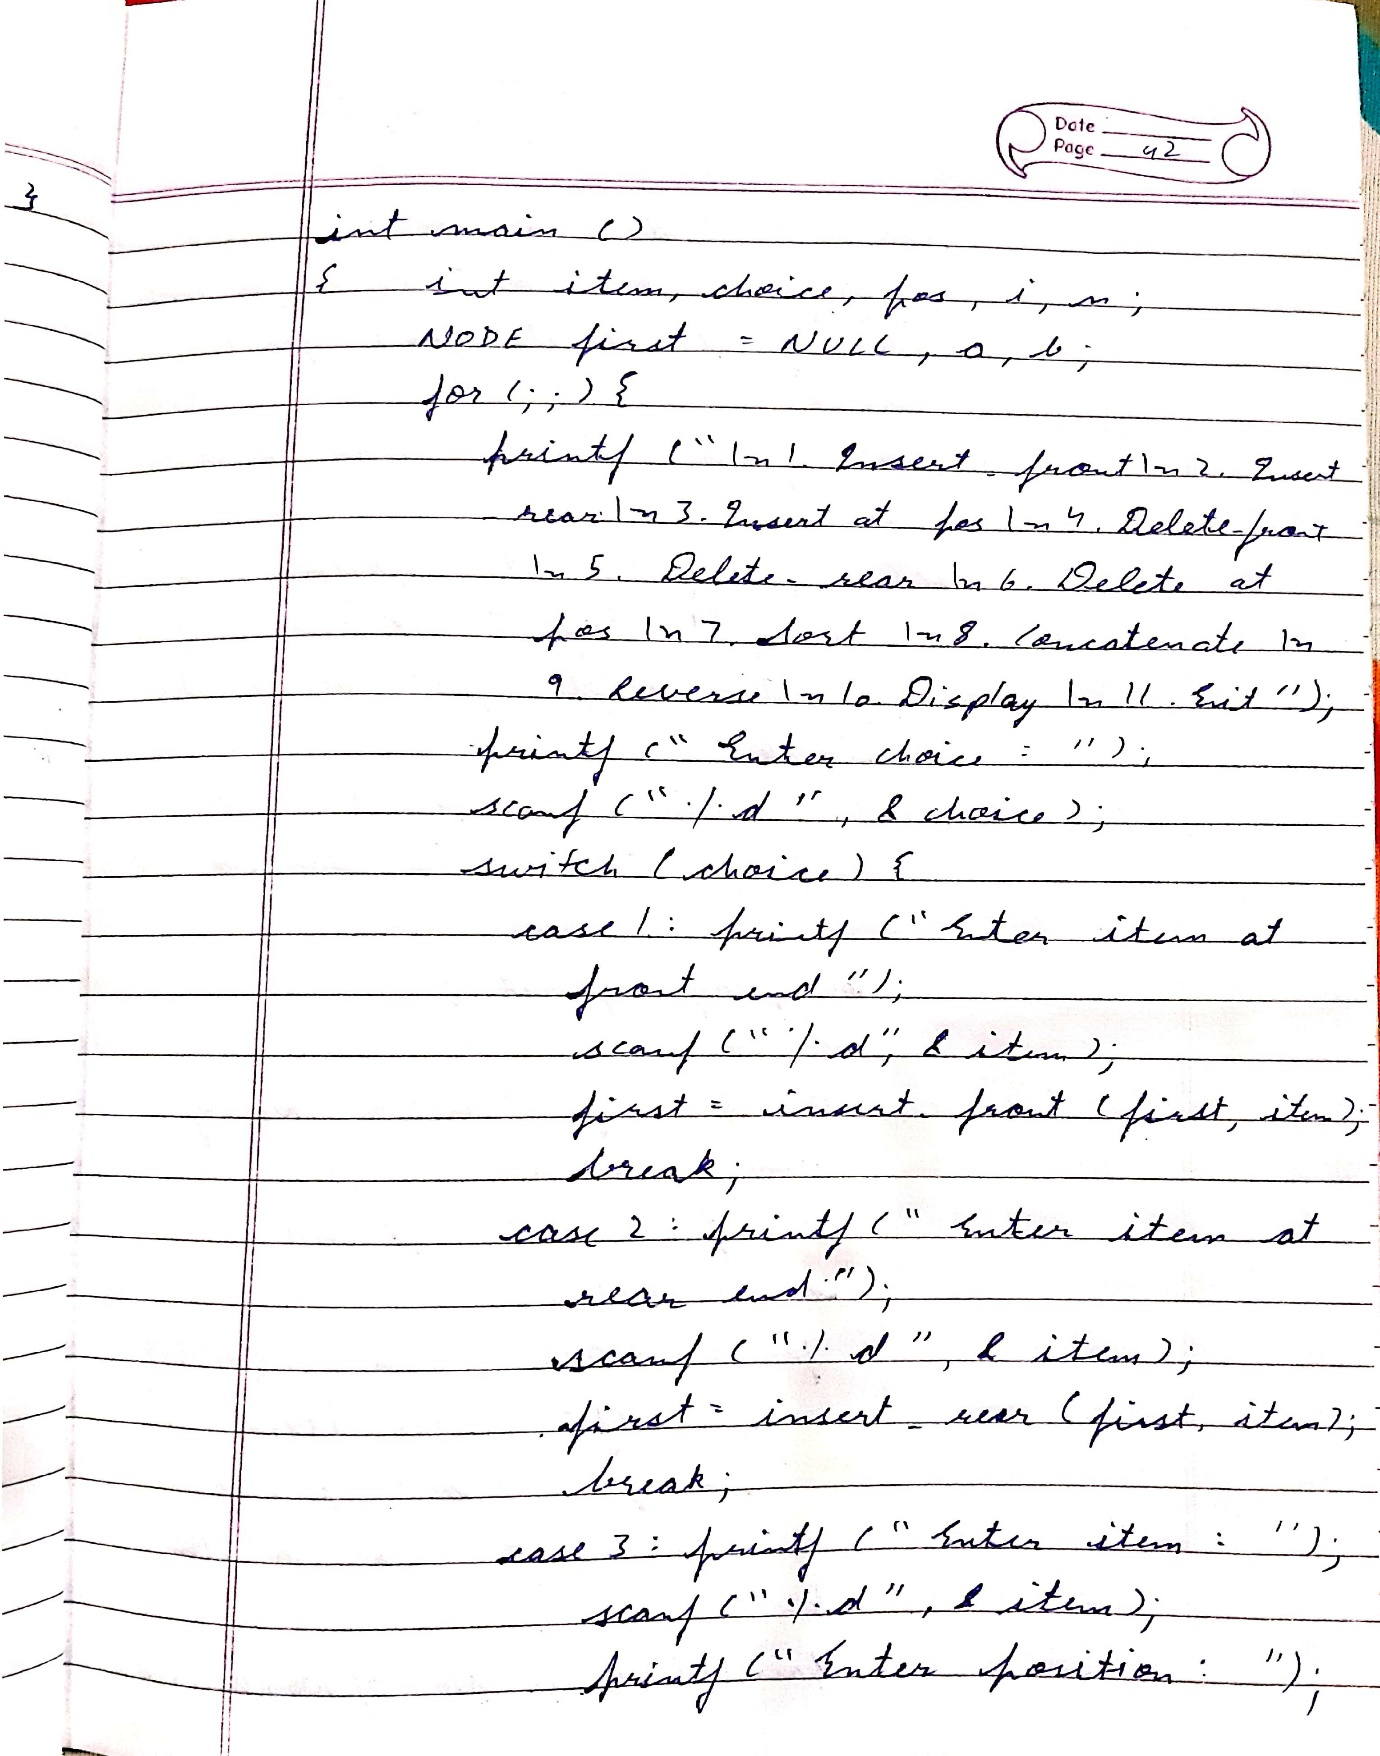 Date
Page 42
}
int main ()
{ int item, choice, pos, i, n;
NODE first = NULL, a, b;
for (;;) {
printf ("\n1. Insert_front\n2. Insert
rear\n3. Insert at pos \n4. Delete-front
\n5. Delete_rear \n6. Delete at
pos \n7. Sort \n8. Concatenate \n
9. Reverse \n10. Display \n11. Exit");
printf (" Enter choice : ");
scanf ("%d ", & choice);
switch (choice) {
case 1: printf (" Enter item at
front end ");
scanf ("%d", & item);
first = insert_front (first, item);
break;
case 2 : printf (" Enter item at
rear end ");
scanf ("%d", & item);
first = insert_rear (first, item);
break;
case 3 : printf (" Enter item : ");
scanf ("%d", & item);
printf (" Enter position : ");